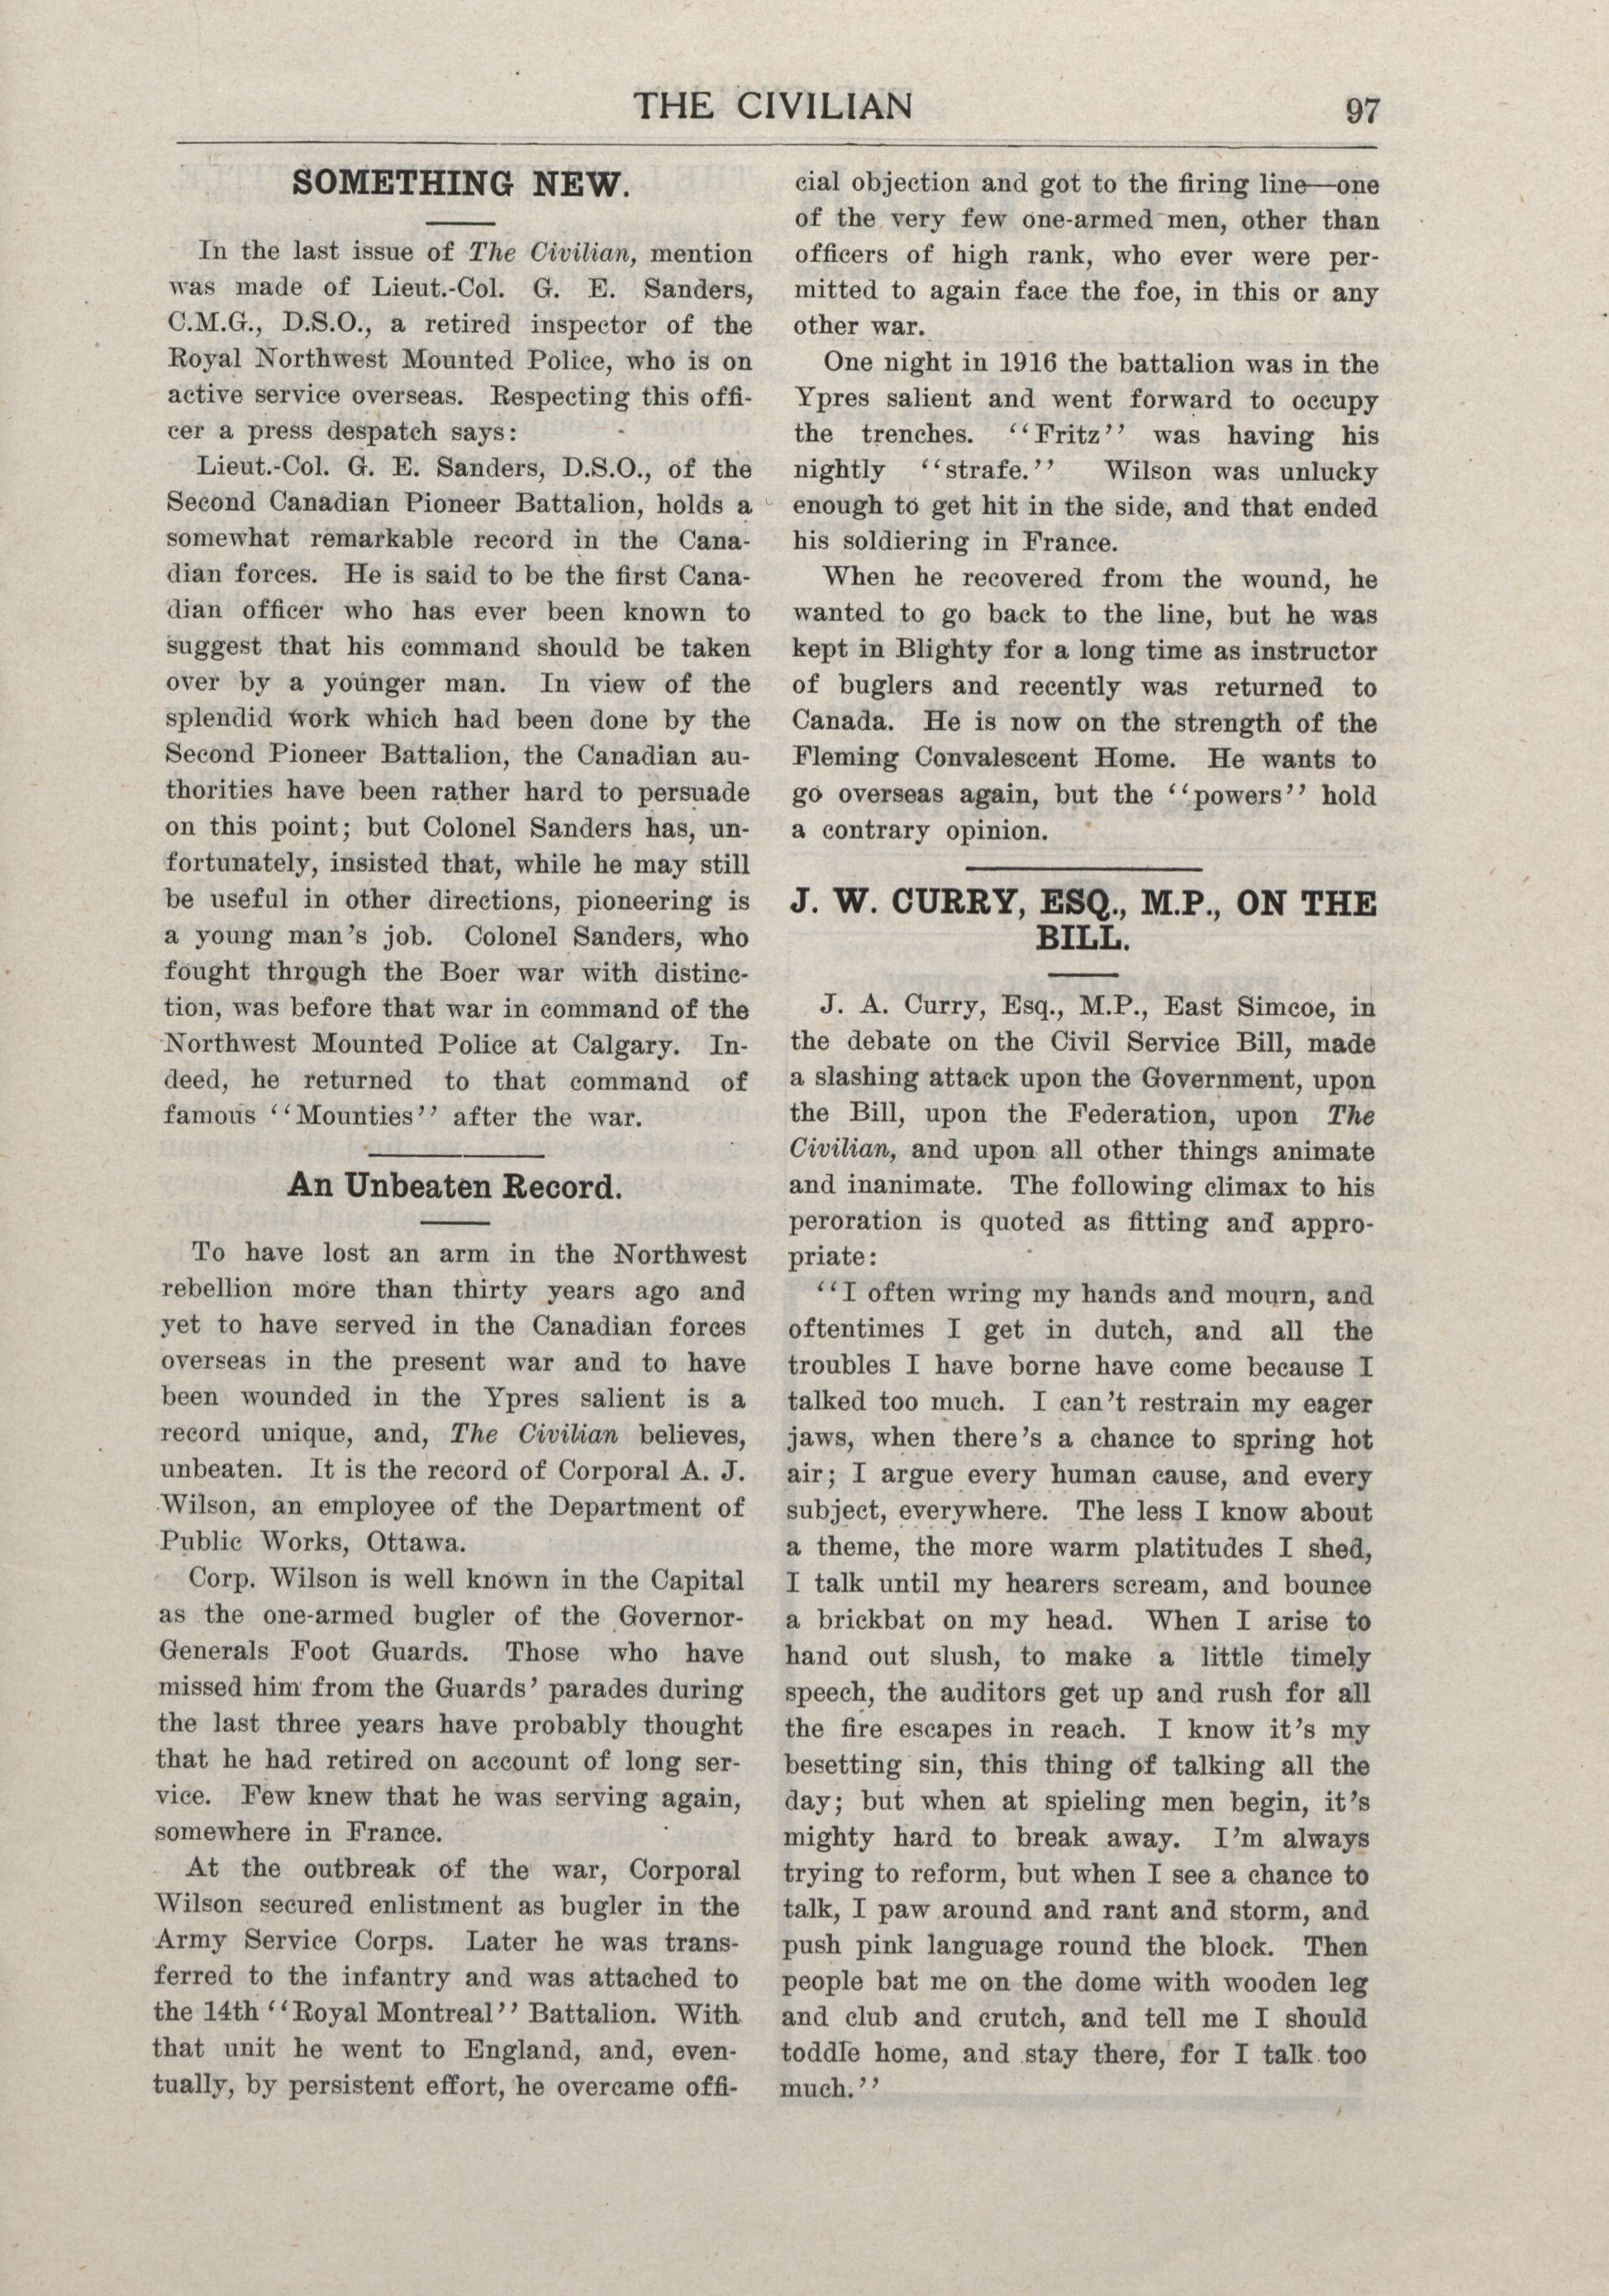 THE CIVILIAN
97
SOMETHING NEW.
In the last issue of The Civilian, mention
was made of Lieut.-Col. G. E. Sanders,
C.M.G., D.S.O., a retired inspector of the
Royal Northwest Mounted Police, who is on
active service overseas. Respecting this offi-
cer a press despatch says:
Lieut.-Col. G. E. Sanders, D.S.O., of the
Second Canadian Pioneer Battalion, holds a
somewhat remarkable record in the Cana-
dian forces. He is said to be the first Cana-
dian officer who has ever been known to
suggest that his command should be taken
over by a younger man. In view of the
splendid work which had been done by the
Second Pioneer Battalion, the Canadian au-
thorities have been rather hard to persuade
on this point; but Colonel Sanders has, un-
fortunately, insisted that, while he may still
be useful in other directions, pioneering is
a young man's job. Colonel Sanders, who
fought through the Boer war with distinc-
tion, was before that war in command of the
Northwest Mounted Police at Calgary. In-
deed, he returned to that command of
famous ''Mounties'' after the war.
An Unbeaten Record.
To have lost an arm in the Northwest
rebellion more than thirty years ago and
yet to have served in the Canadian forces
overseas in the present war and to have
been wounded in the Ypres salient is a
record unique, and, The Civilian believes,
unbeaten. It is the record of Corporal A. J.
Wilson, an employee of the Department of
Public Works, Ottawa.
Corp. Wilson is well known in the Capital
as the one-armed bugler of the Governor-
Generals Foot Guards. Those who have
missed him from the Guards' parades during
the last three years have probably thought
that he had retired on account of long ser-
vice. Few knew that he was serving again,
somewhere in France.
At the outbreak of the war, Corporal
Wilson secured enlistment as bugler in the
Army Service Corps. Later he was trans-
ferred to the infantry and was attached to
the 14th ''Royal Montreal'' Battalion. With
that unit he went to England, and, even-
tually, by persistent effort, he overcame offi-
cial objection and got to the firing line—one
of the very few one-armed men, other than
officers of high rank, who ever were per-
mitted to again face the foe, in this or any
other war.
One night in 1916 the battalion was in the
Ypres salient and went forward to occupy
the trenches. ''Fritz'' was having his
nightly ''strafe.'' Wilson was unlucky
enough to get hit in the side, and that ended
his soldiering in France.
When he recovered from the wound, he
wanted to go back to the line, but he was
kept in Blighty for a long time as instructor
of buglers and recently was returned to
Canada. He is now on the strength of the
Fleming Convalescent Home. He wants to
go overseas again, but the ''powers'' hold
a contrary opinion.
J. W. CURRY, ESQ., M.P., ON THE
BILL.
J. A. Curry, Esq., M.P., East Simcoe, in
the debate on the Civil Service Bill, made
a slashing attack upon the Government, upon
the Bill, upon the Federation, upon The
Civilian, and upon all other things animate
and inanimate. The following climax to his
peroration is quoted as fitting and appro-
priate:
''I often wring my hands and mourn, and
oftentimes I get in dutch, and all the
troubles I have borne have come because I
talked too much. I can't restrain my eager
jaws, when there's a chance to spring hot
air; I argue every human cause, and every
subject, everywhere. The less I know about
a theme, the more warm platitudes I shed,
I talk until my hearers scream, and bounce
a brickbat on my head. When I arise to
hand out slush, to make a little timely
speech, the auditors get up and rush for all
the fire escapes in reach. I know it's my
besetting sin, this thing of talking all the
day; but when at spieling men begin, it's
mighty hard to break away. I'm always
trying to reform, but when I see a chance to
talk, I paw around and rant and storm, and
push pink language round the block. Then
people bat me on the dome with wooden leg
and club and crutch, and tell me I should
toddle home, and stay there, for I talk too
much.''